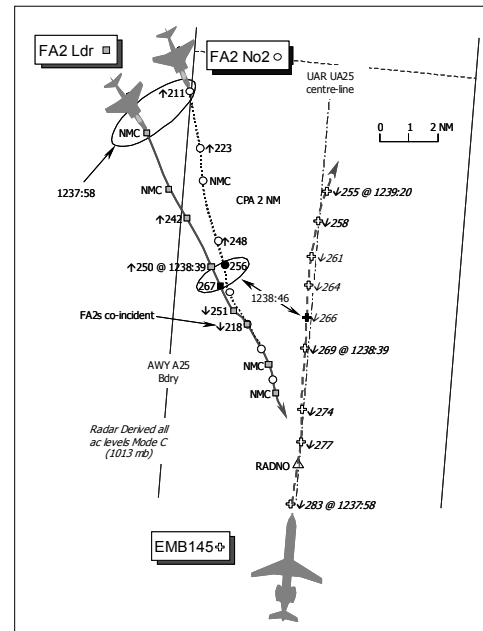 FA2 Ldr
FA2 No2
UAR UA25
centre-line
↑211
0 1 2 NM
NMC
↑223
1237:58
NMC
↓255 @ 1239:20
NMC
CPA 2 NM
↑242
↓258
↑248
↓261
↑250 @ 1238:39
256
267
↓264
1238:46
↓251
↓266
FA2s co-incident
↓218
↓269 @ 1238:39
AWY A25
Bdry
NMC
NMC
↓274
Radar Derived all
ac levels Mode C
(1013 mb)
↓277
RADNO
↓283 @ 1237:58
EMB145